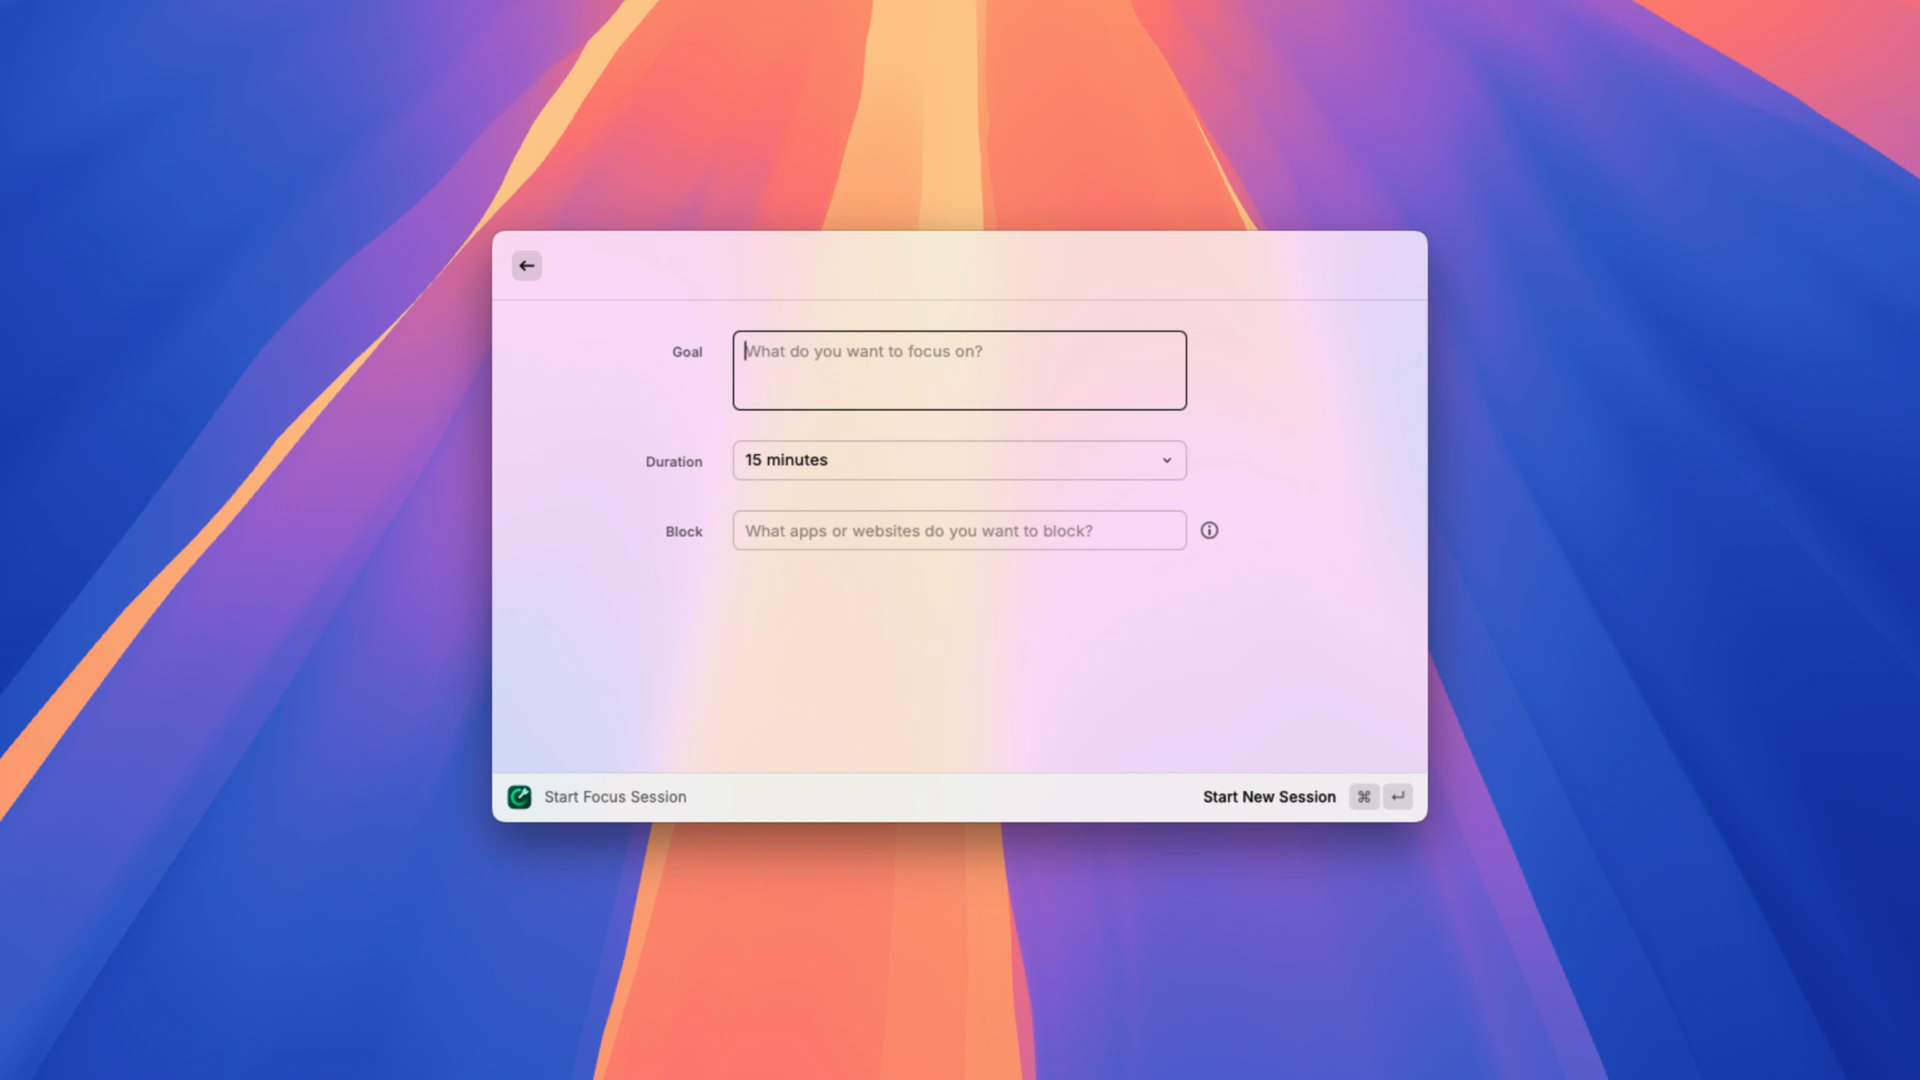 Goal
What do you want to focus on?
Duration
15 minutes
Block
What apps or websites do you want to block?
Start Focus Session
Start New Session ⌘ ↵